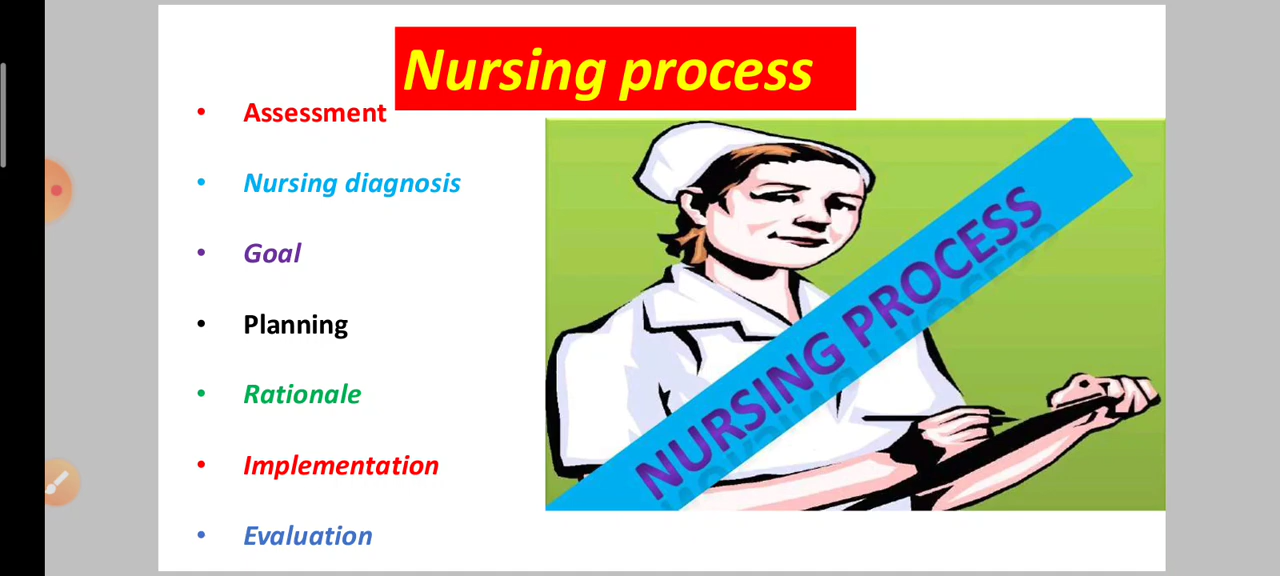 Nursing process
• Assessment
• Nursing diagnosis
• Goal
• Planning
• Rationale
• Implementation
• Evaluation
NURSING PROCESS